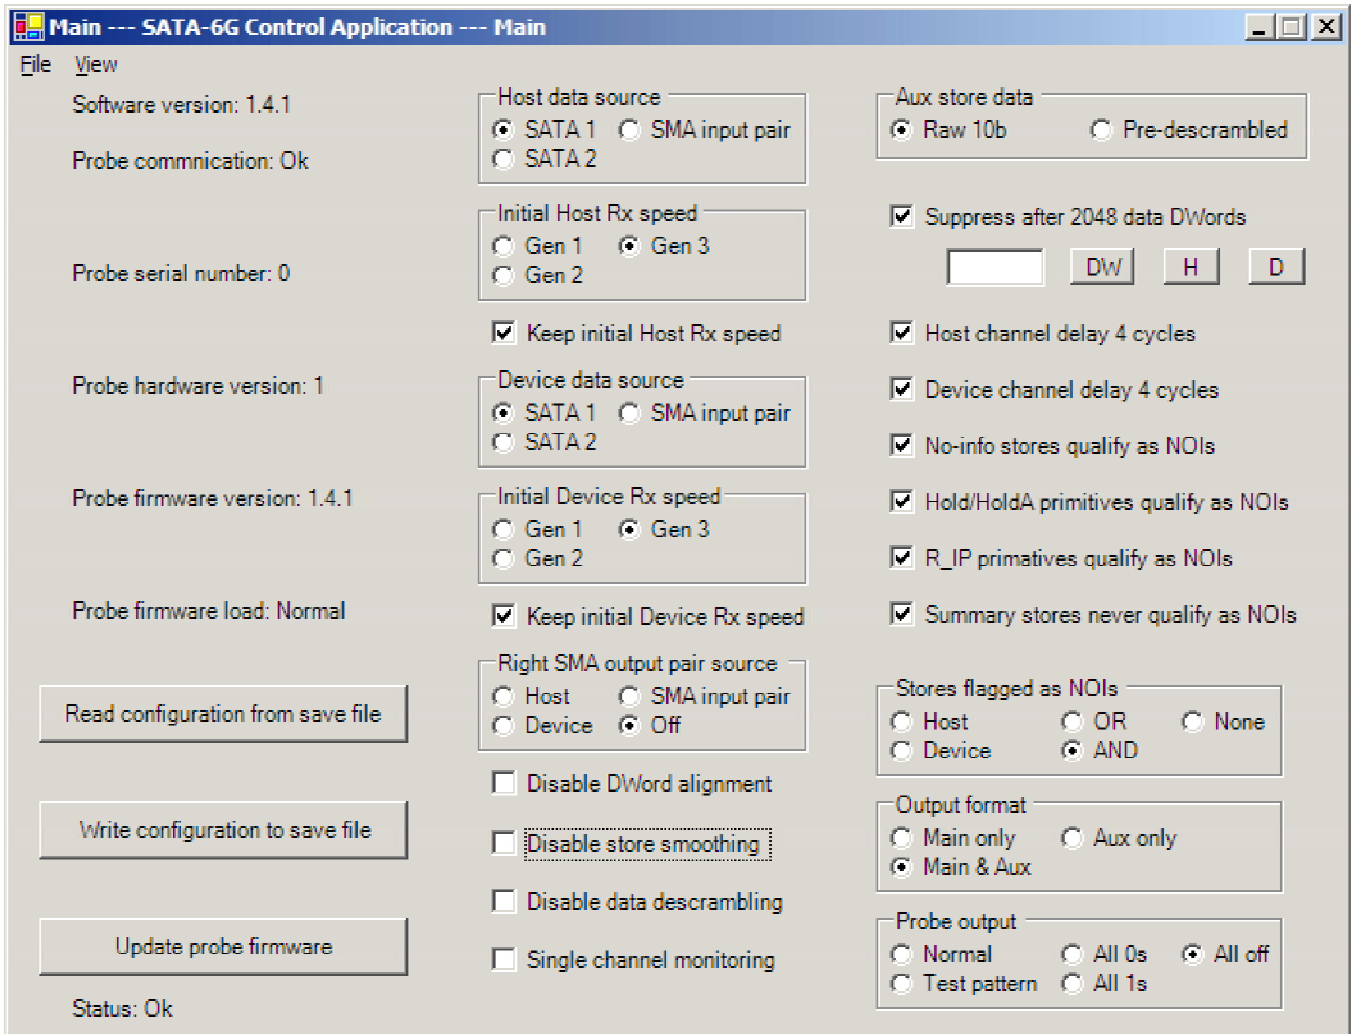 Main --- SATA-6G Control Application --- Main
File View
Software version: 1.4.1
Probe commnication: Ok
Probe serial number: 0
Probe hardware version: 1
Probe firmware version: 1.4.1
Probe firmware load: Normal
Read configuration from save file
Write configuration to save file
Update probe firmware
Status: Ok
Host data source
SATA 1 SMA input pair
SATA 2
Initial Host Rx speed
Gen 1 Gen 3
Gen 2
Keep initial Host Rx speed
Device data source
SATA 1 SMA input pair
SATA 2
Initial Device Rx speed
Gen 1 Gen 3
Gen 2
Keep initial Device Rx speed
Right SMA output pair source
Host SMA input pair
Device Off
Disable DWord alignment
Disable store smoothing
Disable data descrambling
Single channel monitoring
Aux store data
Raw 10b Pre-descrambled
Suppress after 2048 data DWords
DW H D
Host channel delay 4 cycles
Device channel delay 4 cycles
No-info stores qualify as NOIs
Hold/HoldA primitives qualify as NOIs
R_IP primatives qualify as NOIs
Summary stores never qualify as NOIs
Stores flagged as NOIs
Host OR None
Device AND
Output format
Main only Aux only
Main & Aux
Probe output
Normal All 0s All off
Test pattern All 1s